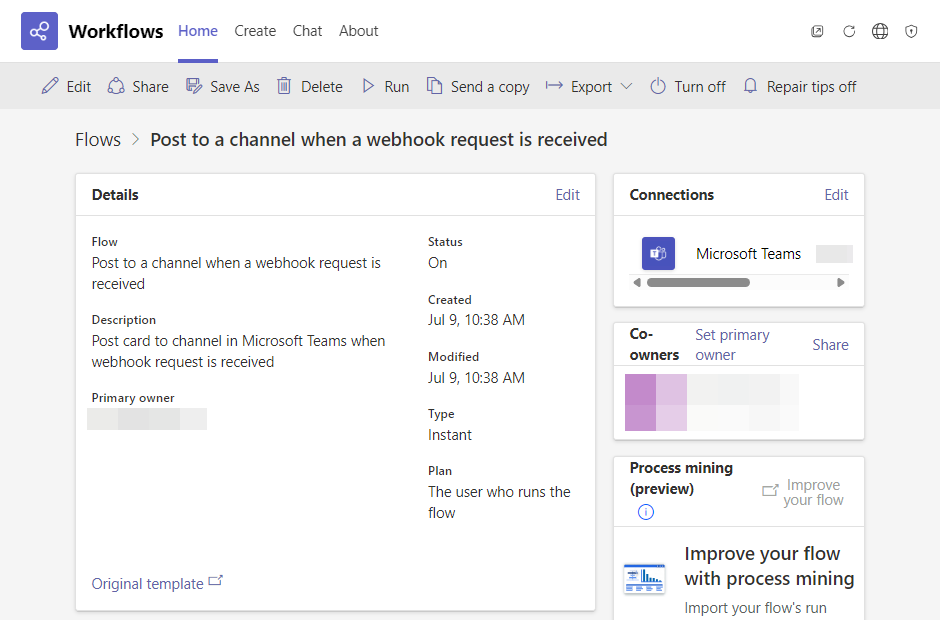 Workflows Home Create Chat About
Edit Share Save As Delete Run Send a copy Export Turn off Repair tips off
Flows > Post to a channel when a webhook request is received
Details Edit
Flow
Post to a channel when a webhook request is
received
Description
Post card to channel in Microsoft Teams when
webhook request is received
Primary owner
Original template
Status
On
Created
Jul 9, 10:38 AM
Modified
Jul 9, 10:38 AM
Type
Instant
Plan
The user who runs the
flow
Connections Edit
Microsoft Teams
Co-
owners
Set primary
owner
Share
Process mining
(preview)
Improve
your flow
Improve your flow
with process mining
Import your flow's run